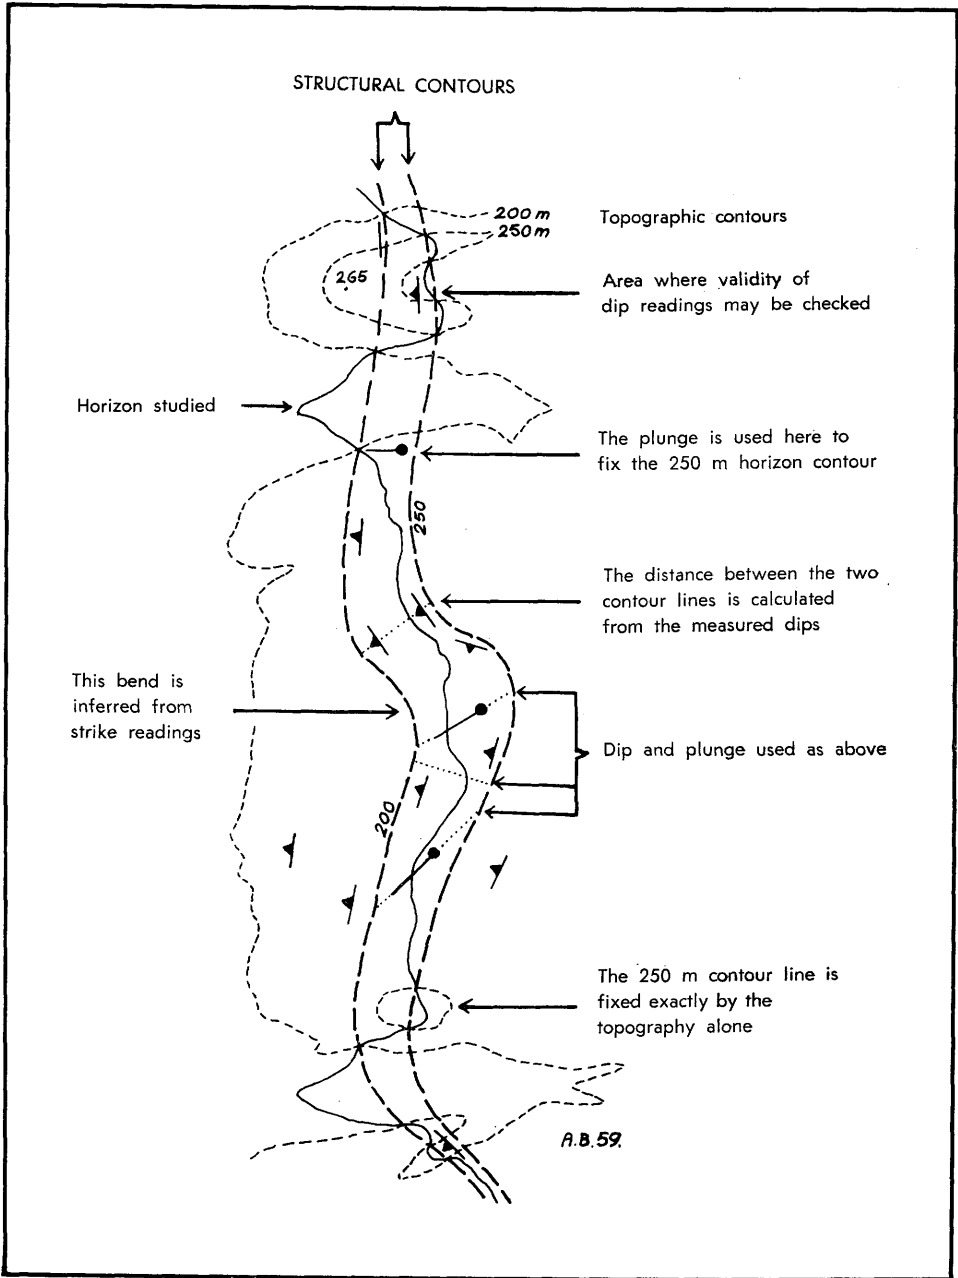 STRUCTURAL CONTOURS
200 m
Topographic contours
250 m
265
Area where validity of
dip readings may be checked
Horizon studied
The plunge is used here to
fix the 250 m horizon contour
250
The distance between the two
contour lines is calculated
from the measured dips
This bend is
inferred from
strike readings
Dip and plunge used as above
200
The 250 m contour line is
fixed exactly by the
topography alone
A.B.59.